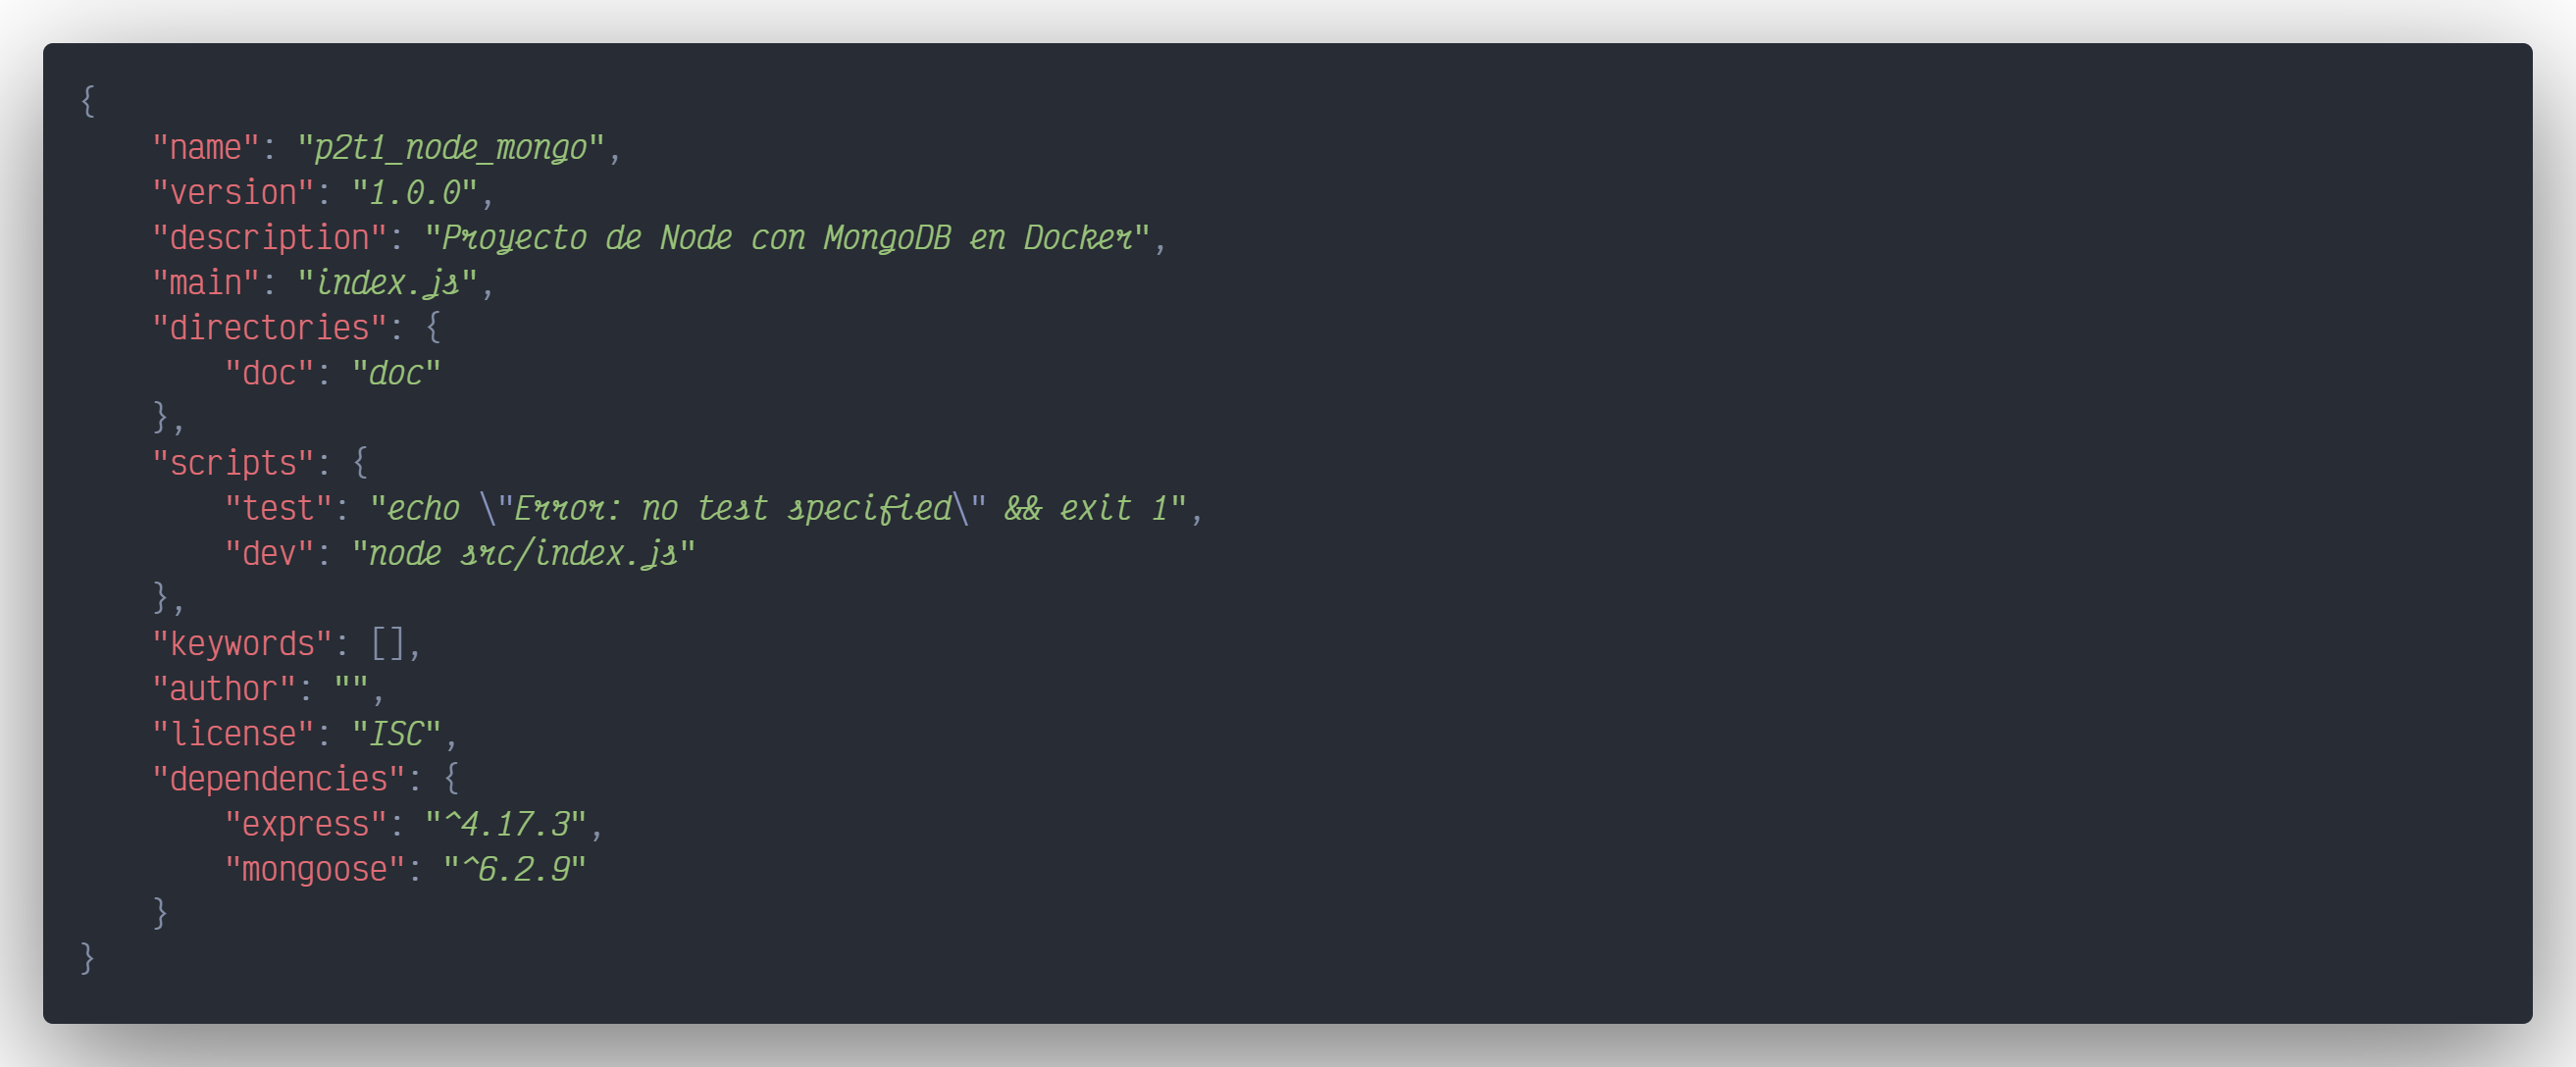 {
    "name": "p2t1_node_mongo",
    "version": "1.0.0",
    "description": "Proyecto de Node con MongoDB en Docker",
    "main": "index.js",
    "directories": {
        "doc": "doc"
    },
    "scripts": {
        "test": "echo \"Error: no test specified\" && exit 1",
        "dev": "node src/index.js"
    },
    "keywords": [],
    "author": "",
    "license": "ISC",
    "dependencies": {
        "express": "^4.17.3",
        "mongoose": "^6.2.9"
    }
}